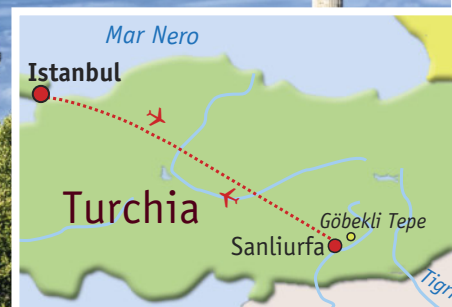 Mar Nero
Istanbul
Turchia
Göbekli Tepe
Sanliurfa
Tigri